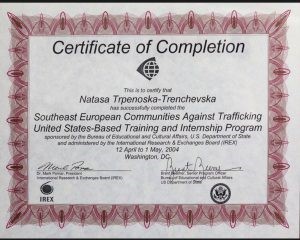 Certificate of Completion
This is to certify that
Natasa Trpenoska-Trenchevska
has successfully completed the
Southeast European Communities Against Trafficking
United States-Based Training and Internship Program
sponsored by the Bureau of Educational and Cultural Affairs, U.S. Department of State
and administered by the International Research & Exchanges Board (IREX)
12 April to 1 May, 2004
Washington, DC
Dr. Mark Pomar, President
International Research & Exchanges Board (IREX)
Senior Program Officer
Bureau of Educational and Cultural Affairs
US Department of State
IREX